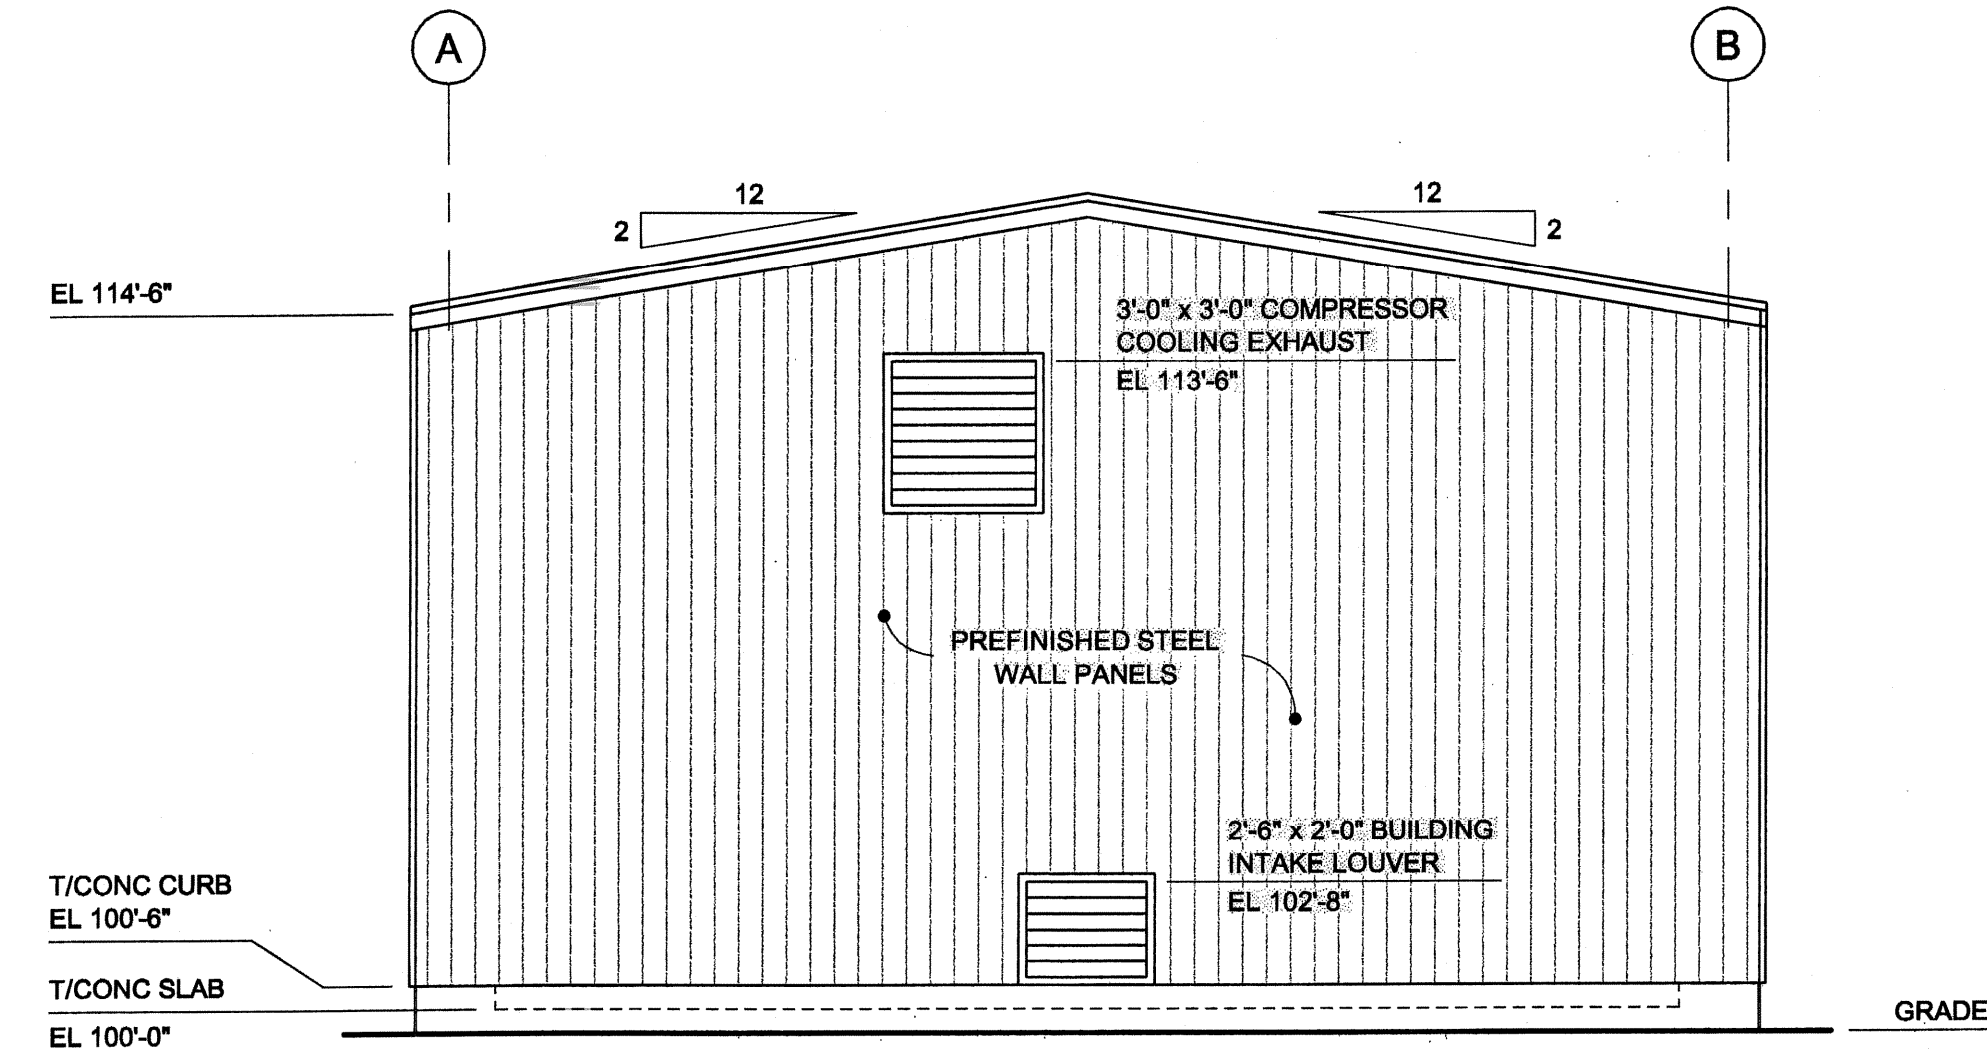 A
B
12
2
12
2
EL 114'-6"
3'-0" x 3'-0" COMPRESSOR
COOLING EXHAUST
EL 113'-6"
PREFINISHED STEEL
WALL PANELS
2'-6" x 2'-0" BUILDING
INTAKE LOUVER
EL 102'-8"
T/CONC CURB
EL 100'-6"
T/CONC SLAB
EL 100'-0"
GRADE